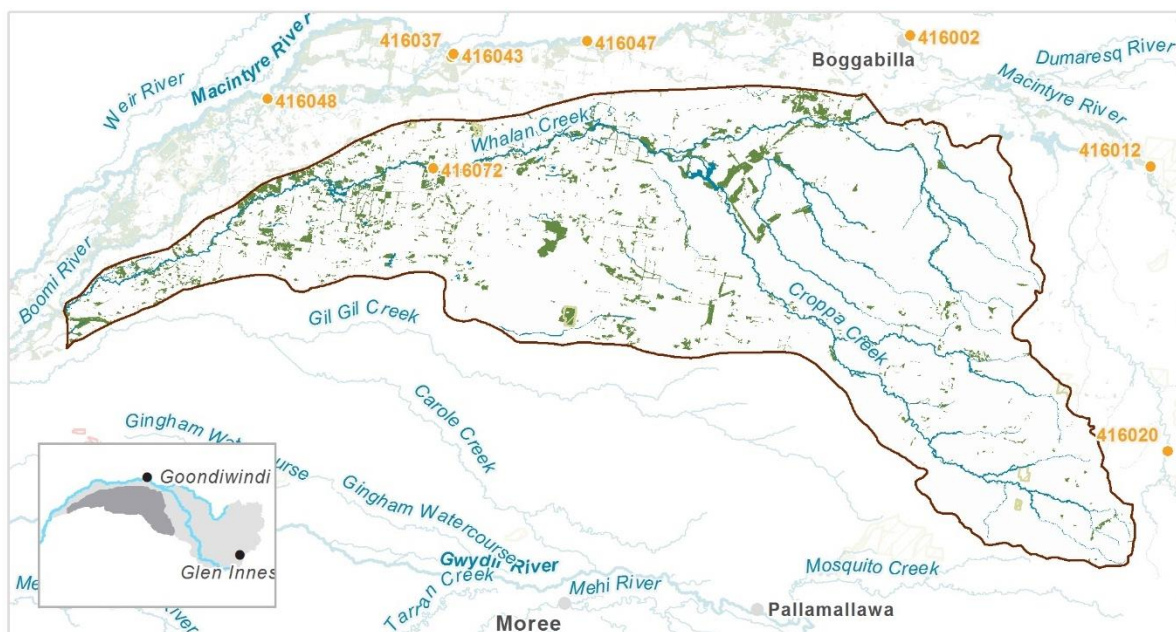 416037
416043
416047
416002
Boggabilla
Dumaresq River
Macintyre River
Weir River
Macintyre River
416048
Whalan Creek
416072
416012
Boomi River
Gil Gil Creek
Croppa Creek
Carole Creek
416020
Gingham Watercourse
Goondiwindi
Glen Innes
Gingham Watercourse
Gwydir River
Mosquito Creek
Tarran Creek
Mehi River
Me
River
Moree
Pallamallawa